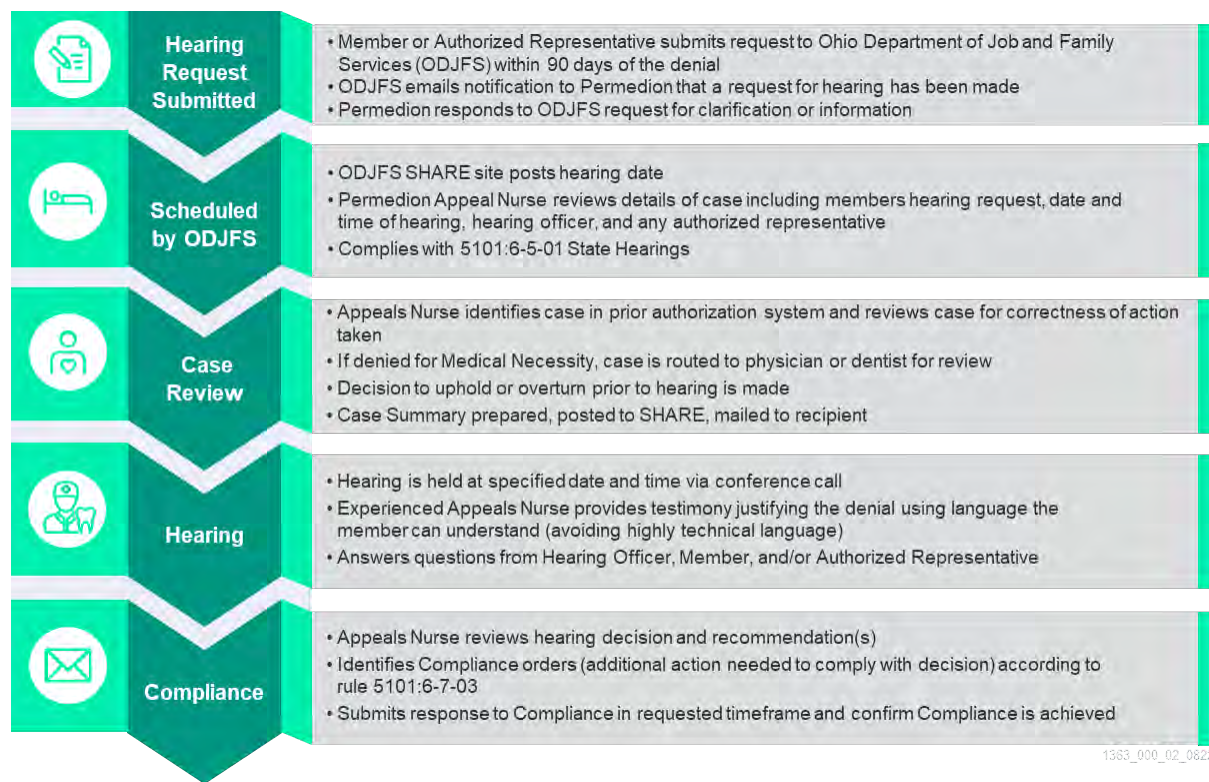 Hearing
Request
Submitted
• Member or Authorized Representative submits request to Ohio Department of Job and Family
Services (ODJFS) within 90 days of the denial
• ODJFS emails notification to Permedion that a request for hearing has been made
• Permedion responds to ODJFS request for clarification or information
Scheduled
by ODJFS
• ODJFS SHARE site posts hearing date
• Permedion Appeal Nurse reviews details of case including members hearing request, date and
time of hearing, hearing officer, and any authorized representative
• Complies with 5101:6-5-01 State Hearings
Case
Review
• Appeals Nurse identifies case in prior authorization system and reviews case for correctness of action
taken
• If denied for Medical Necessity, case is routed to physician or dentist for review
• Decision to uphold or overturn prior to hearing is made
• Case Summary prepared, posted to SHARE, mailed to recipient
Hearing
• Hearing is held at specified date and time via conference call
• Experienced Appeals Nurse provides testimony justifying the denial using language the
member can understand (avoiding highly technical language)
• Answers questions from Hearing Officer, Member, and/or Authorized Representative
Compliance
• Appeals Nurse reviews hearing decision and recommendation(s)
• Identifies Compliance orders (additional action needed to comply with decision) according to
rule 5101:6-7-03
• Submits response to Compliance in requested timeframe and confirm Compliance is achieved